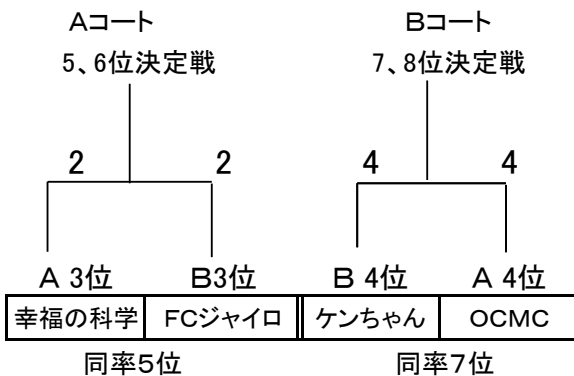 Aコート Bコート
5、6位決定戦 7、8位決定戦
2 2 4 4
A 3位 B3位 B 4位 A 4位
幸福の科学 FCジャイロ ケンちゃん OCMC
同率5位 同率7位